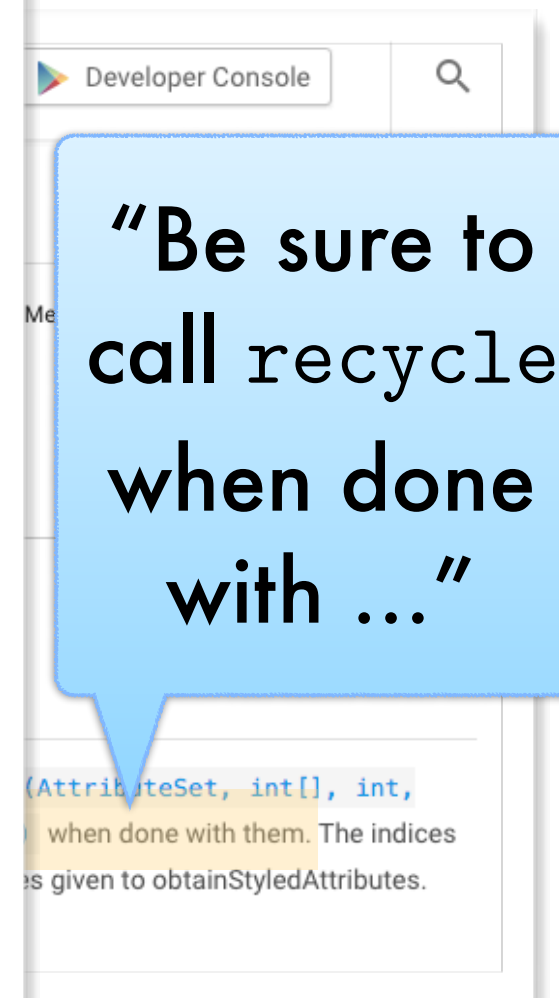 Developer Console
“Be sure to
call recycle
when done
with ...”
Me
(AttributeSet, int[], int,
when done with them. The indices
es given to obtainStyledAttributes.